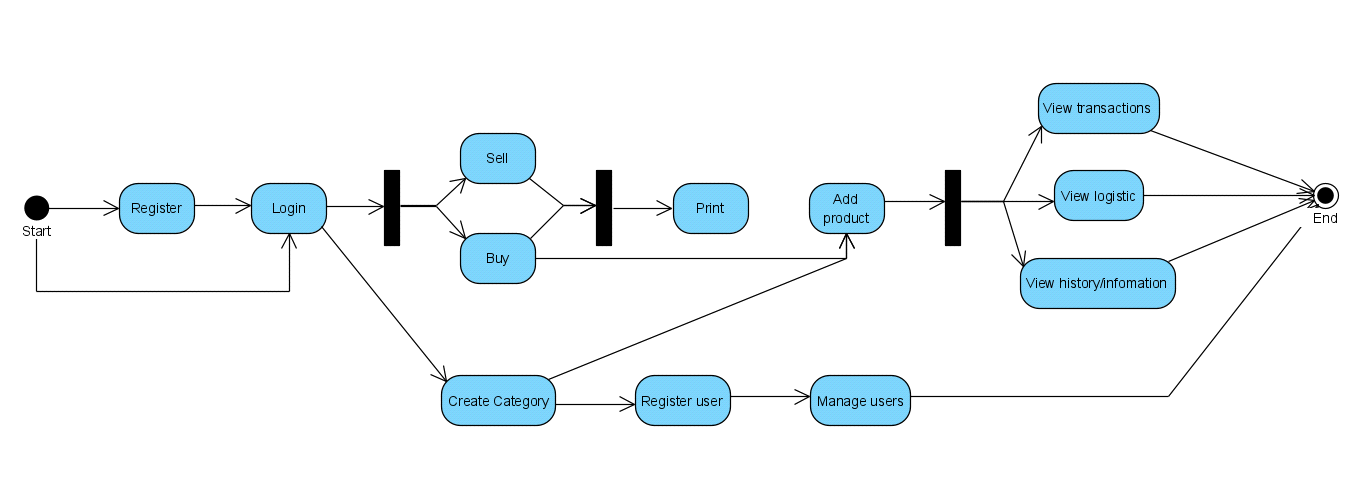 Start
Register
Login
Sell
Buy
Print
Add
product
View transactions
View logistic
View history/infomation
End
Create Category
Register user
Manage users